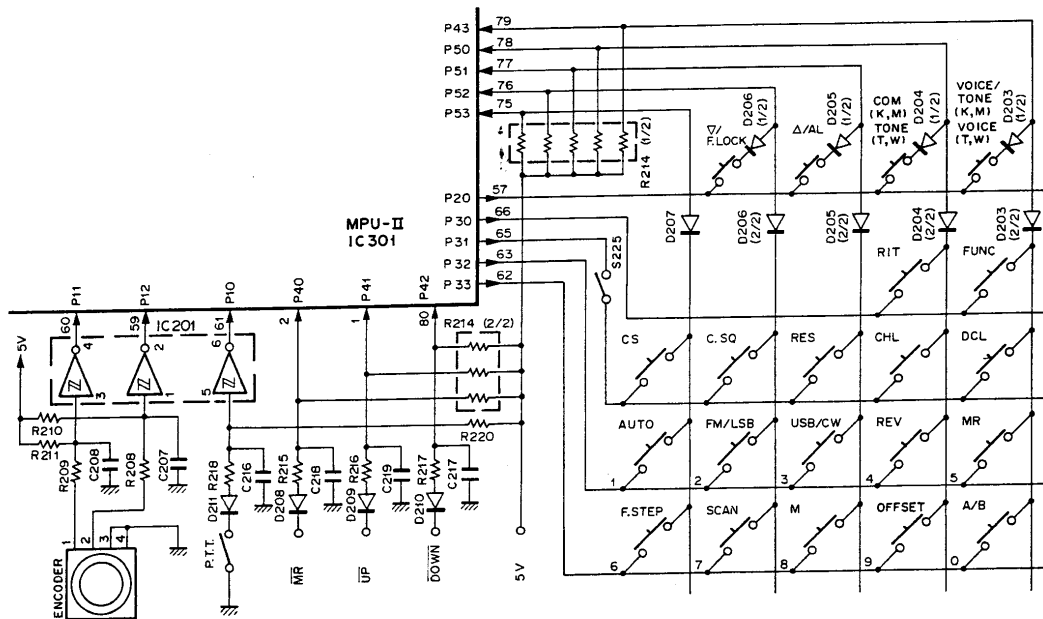 P43 79
P50 78
P51 77
P52 76
P53 75
R214 (1/2)
▽/F.LOCK
D206 (1/2)
△/AL
D205 (1/2)
COM (K,M)
TONE (T,W)
D204 (1/2)
VOICE/TONE (K,M)
VOICE (T,W)
D203 (1/2)
P20 57
P30 66
P31 65
P32 63
P33 62
MPU-II
IC301
S225
D207
D206 (2/2)
D205 (2/2)
D204 (2/2)
D203 (2/2)
RIT
FUNC
P11 P12 P10 P40 P41 P42
60 59 61 2 1 80
IC201
4 2 6
3 1 5
5V
R214 (2/2)
R220
CS
C.SQ
RES
CHL
DCL
AUTO
FM/LSB
USB/CW
REV
MR
1 2 3 4 5
F.STEP
SCAN
M
OFFSET
A/B
6 7 8 9 0
R210
R211
R209
C208
R208
C207
R218
C216
R215
C218
R216
C219
R217
C217
D211
D208
D209
D210
1 2 3 4
ENCODER
P.T.T.
MR
UP
DOWN
5V